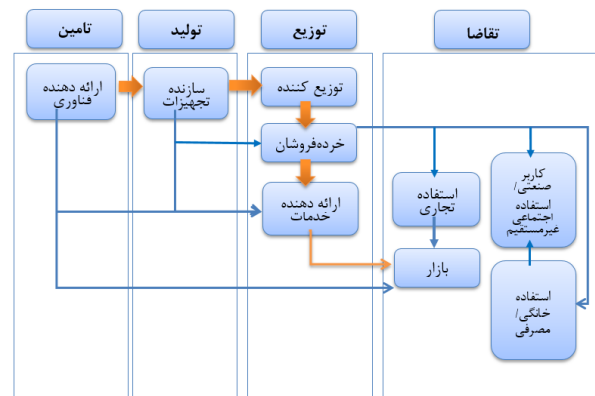 تامین
تولید
توزیع
تقاضا
ارائه دهنده
فناوری
سازنده
تجهیزات
توزیع کننده
خرده‌فروشان
ارائه دهنده
خدمات
استفاده
تجاری
بازار
کاربر
صنعتی/
استفاده
اجتماعی
غیرمستقیم
استفاده
خانگی/
مصرفی